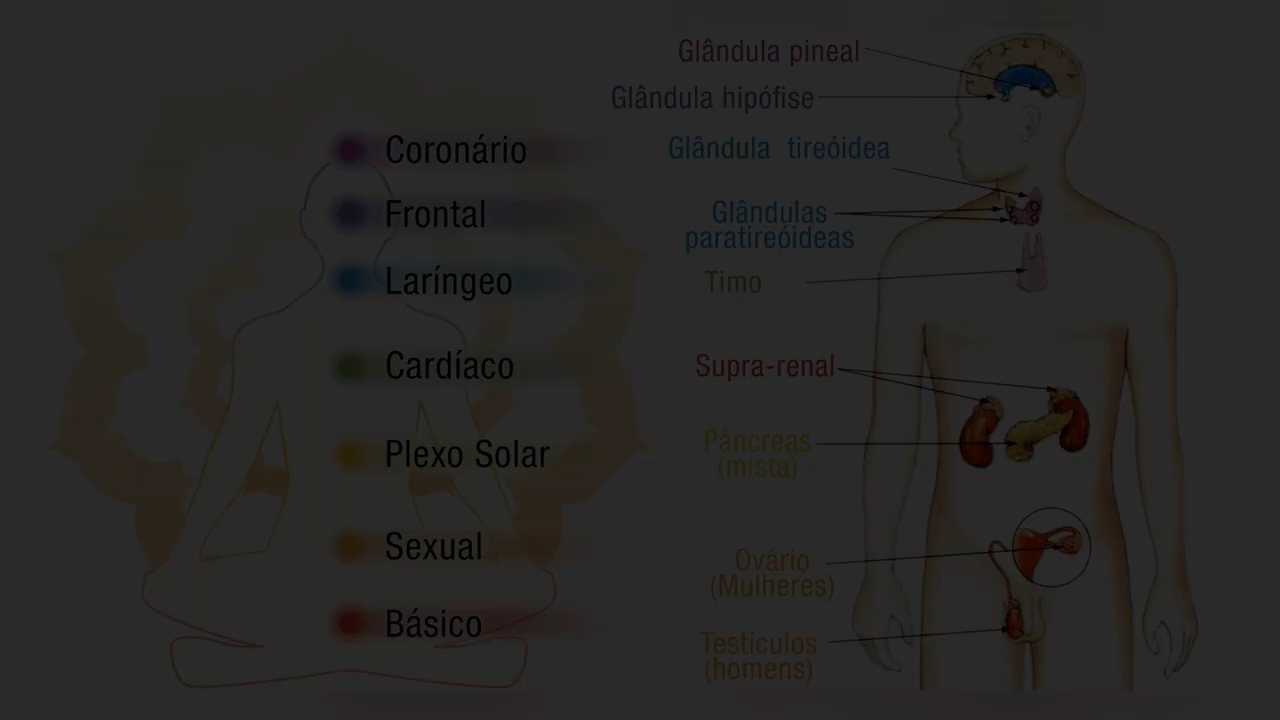 Coronário
Frontal
Laríngeo
Cardíaco
Plexo Solar
Sexual
Básico
Glândula pineal
Glândula hipófise
Glândula tireóidea
Glândulas
paratireóideas
Timo
Supra-renal
Pâncreas
(mista)
Ovário
(Mulheres)
Testículos
(homens)